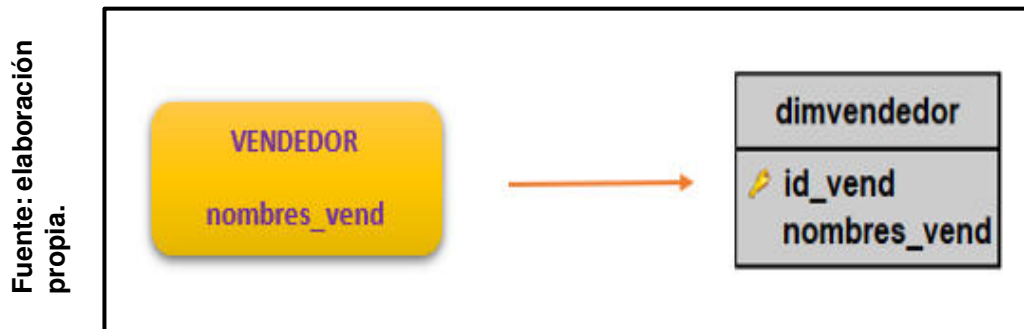 Fuente: elaboración
propia.
VENDEDOR
nombres_vend
dimvendedor
id_vend
nombres_vend